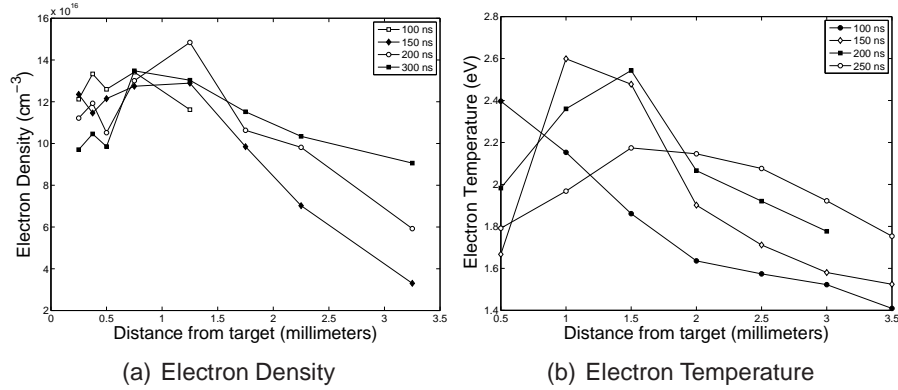 x 10^16
16
14
12
10
8
6
4
2
0 0.5 1 1.5 2 2.5 3 3.5
Electron Density (cm^−3)
Distance from target (millimeters)
100 ns
150 ns
200 ns
300 ns
(a) Electron Density
2.8
2.6
2.4
2.2
2
1.8
1.6
1.4
0.5 1 1.5 2 2.5 3 3.5
Electron Temperature (eV)
Distance from target (millimeters)
100 ns
150 ns
200 ns
250 ns
(b) Electron Temperature